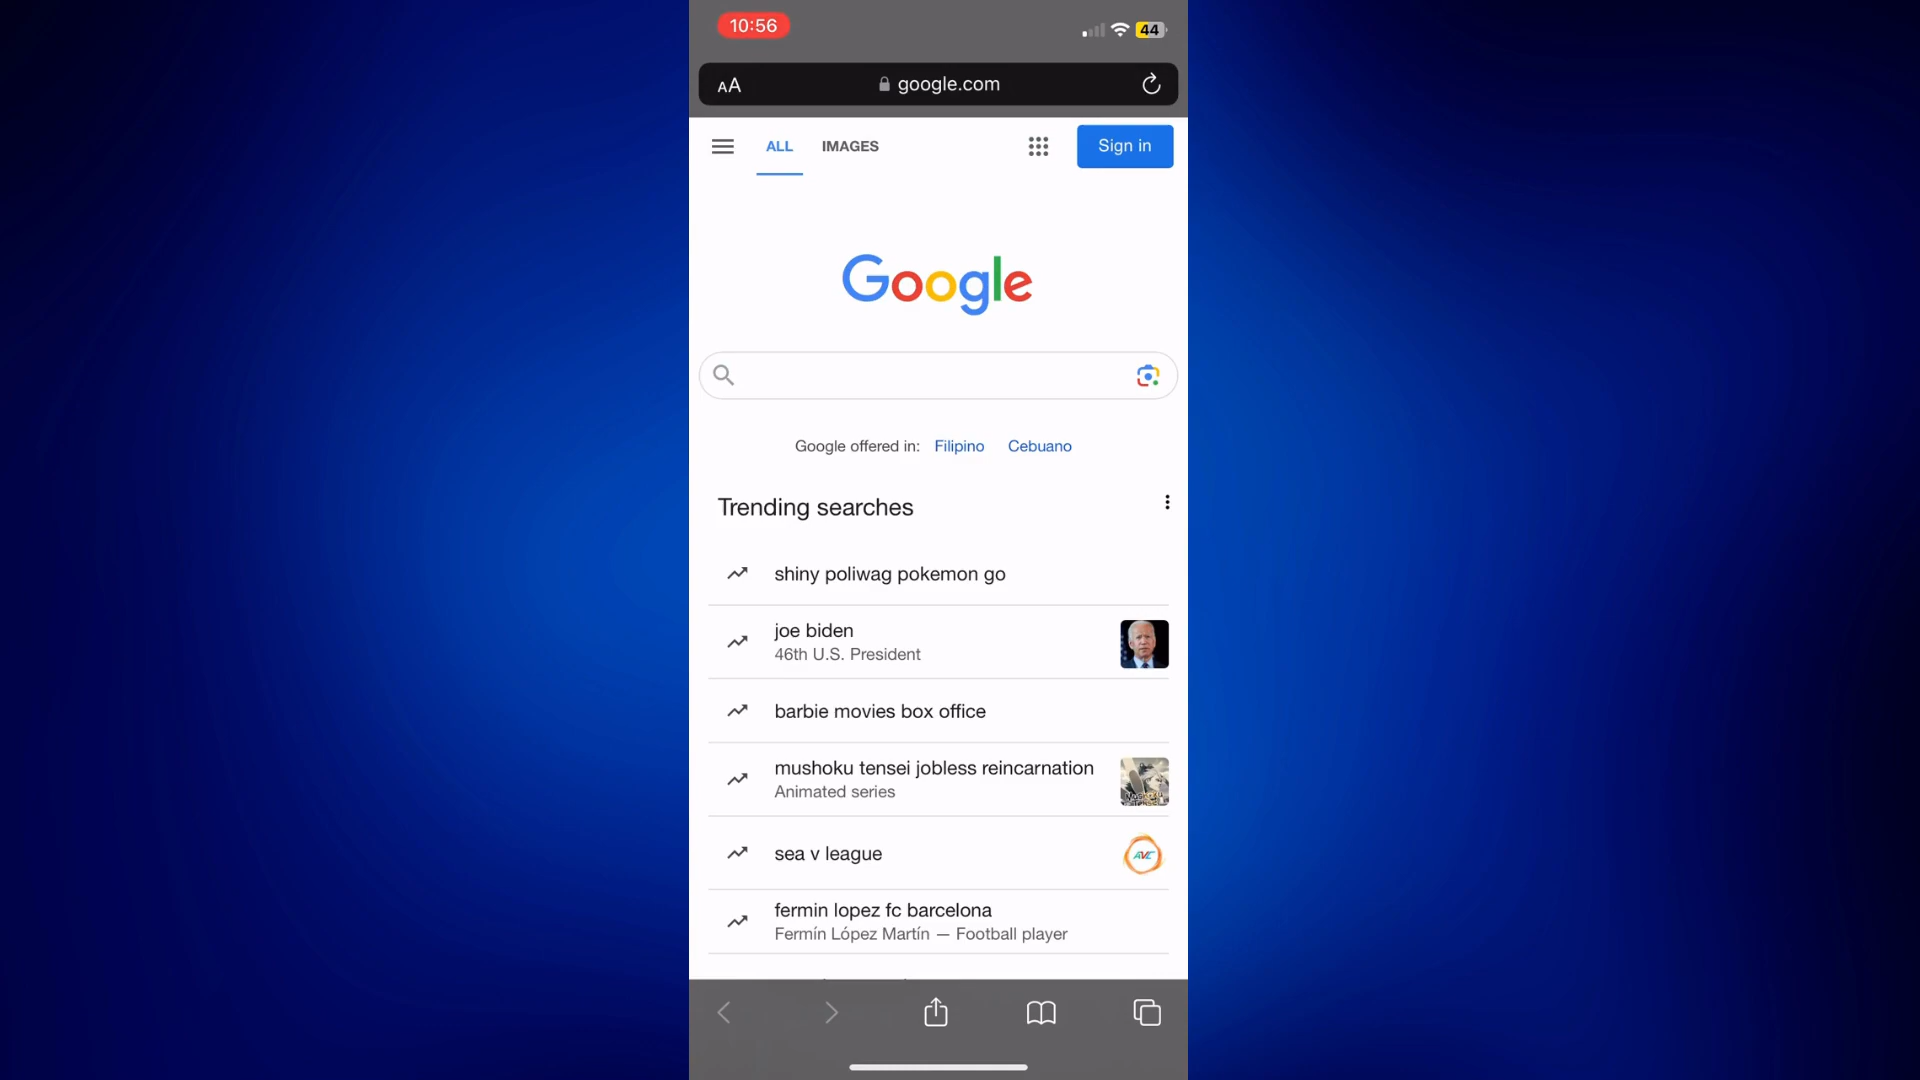 10:56
44
AA
google.com
ALL
IMAGES
Sign in
Google
Google offered in: Filipino Cebuano
Trending searches
shiny poliwag pokemon go
joe biden
46th U.S. President
barbie movies box office
mushoku tensei jobless reincarnation
Animated series
sea v league
AVC
fermin lopez fc barcelona
Fermín López Martín — Football player